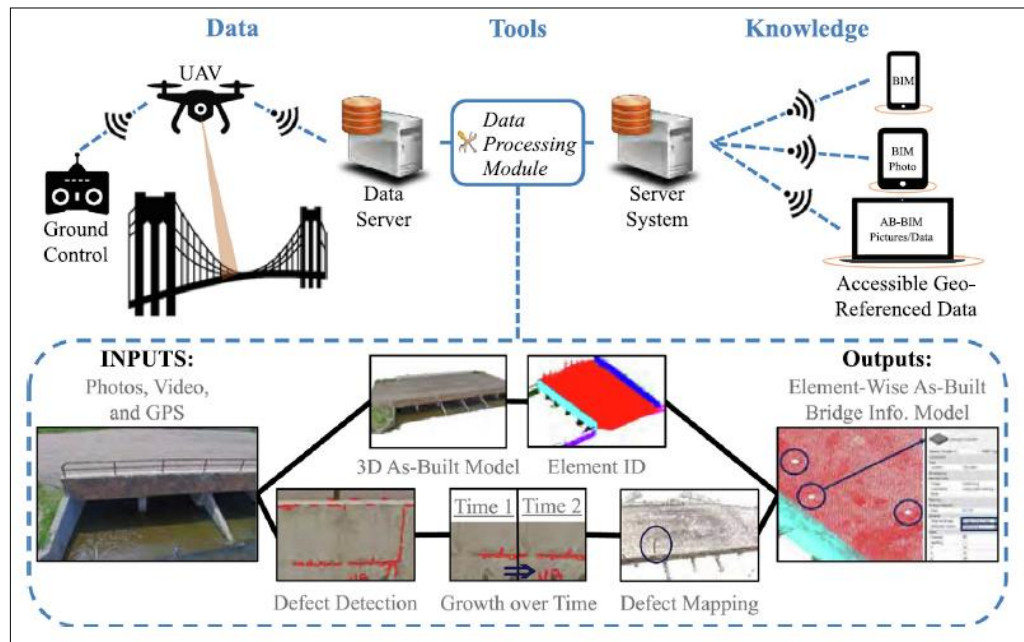 Data
Tools
Knowledge
UAV
Data
Processing
Module
BIM
BIM
Photo
AB-BIM
Pictures/Data
Ground
Control
Data
Server
Server
System
Accessible Geo-
Referenced Data
INPUTS:
Photos, Video,
and GPS
3D As-Built Model
Element ID
Outputs:
Element-Wise As-Built
Bridge Info. Model
Time 1
Time 2
Defect Detection
Growth over Time
Defect Mapping